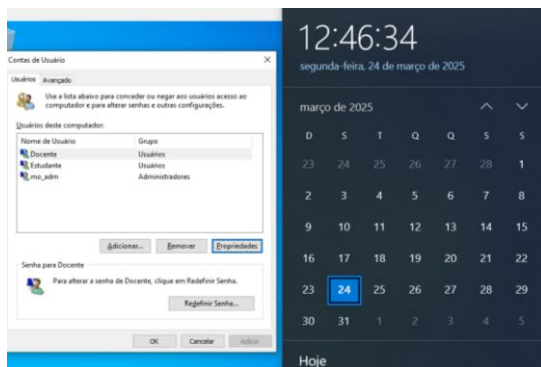 Contas de Usuário
Usuários Avançado
Use a lista abaixo para conceder ou negar aos usuários acesso ao
computador e para alterar senhas e outras configurações.
Usuários deste computador:
Nome de Usuário Grupo
Docente Usuários
Estudante Usuários
mo_adm Administradores
Adicionar... Remover Propriedades
Senha para Docente
Para alterar a senha de Docente, clique em Redefinir Senha.
Redefinir Senha...
OK Cancelar Aplicar
12:46:34
segunda-feira, 24 de março de 2025
março de 2025
D S T Q Q S S
23 24 25 26 27 28 1
2 3 4 5 6 7 8
9 10 11 12 13 14 15
16 17 18 19 20 21 22
23 24 25 26 27 28 29
30 31 1 2 3 4 5
Hoje